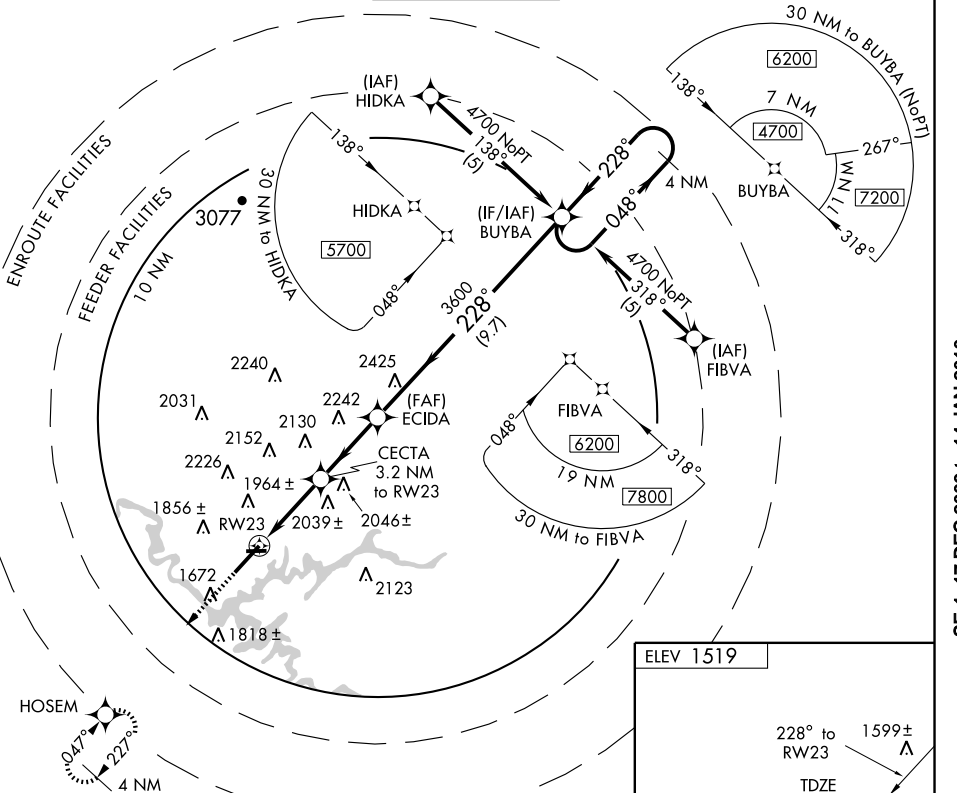 30 NM to BUYBA (NoPT)
6200
138°
7 NM
4700
267°
BUYBA
11 NM
7200
318°
(IAF)
HIDKA
4700 NoPT
138°
(5)
228°
048°
4 NM
ENROUTE FACILITIES
FEEDER FACILITIES
10 NM
3077
138°
30 NM to HIDKA
HIDKA
5700
048°
(IF/IAF)
BUYBA
4700 NoPT
318°
(5)
(IAF)
FIBVA
3600
228°
(9.7)
2240
2425
2031
2242
(FAF)
ECIDA
2130
2152
2226
CECTA
3.2 NM
to RW23
1964 ±
1856 ±
RW23
2039 ±
2046±
FIBVA
048°
6200
318°
19 NM
7800
30 NM to FIBVA
1672
2123
1818 ±
HOSEM
047°
227°
4 NM
ELEV 1519
228° to
RW23
1599±
TDZE